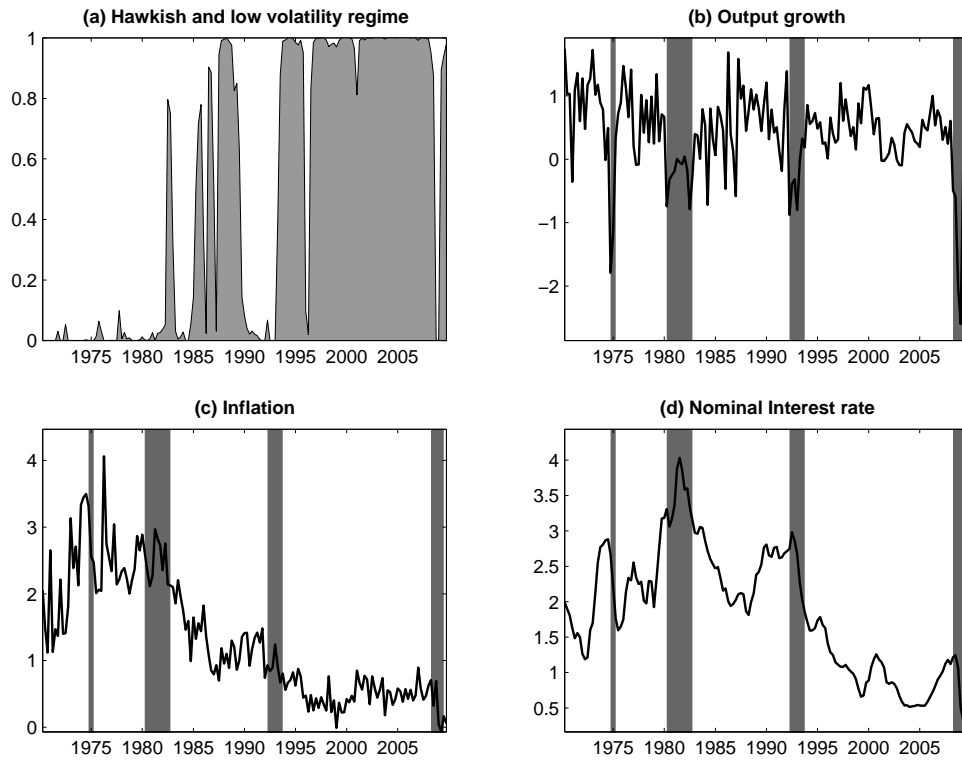 (a) Hawkish and low volatility regime
1
0.8
0.6
0.4
0.2
0
1975 1980 1985 1990 1995 2000 2005
(b) Output growth
1
0
−1
−2
1975 1980 1985 1990 1995 2000 2005
(c) Inflation
4
3
2
1
0
1975 1980 1985 1990 1995 2000 2005
(d) Nominal Interest rate
4
3.5
3
2.5
2
1.5
1
0.5
1975 1980 1985 1990 1995 2000 2005